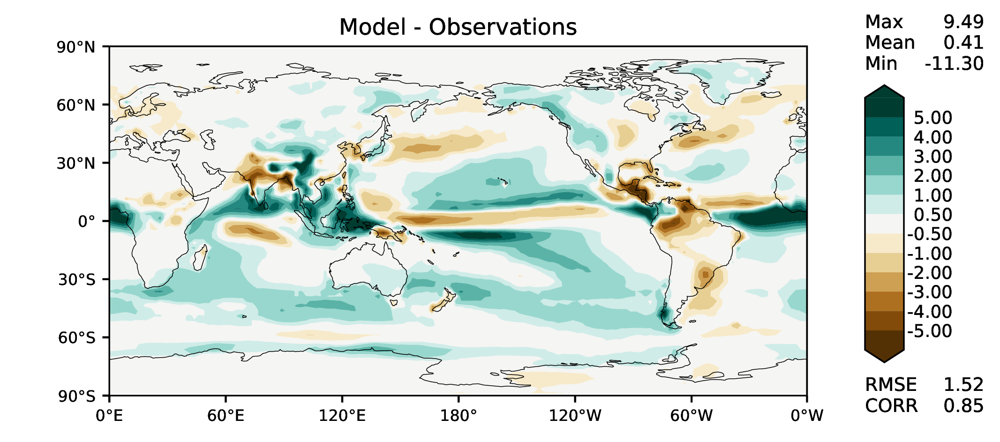 Model - Observations
Max 9.49
Mean 0.41
Min -11.30
90°N
60°N
30°N
0°
30°S
60°S
90°S
0°E 60°E 120°E 180° 120°W 60°W 0°W
5.00
4.00
3.00
2.00
1.00
0.50
-0.50
-1.00
-2.00
-3.00
-4.00
-5.00
RMSE 1.52
CORR 0.85